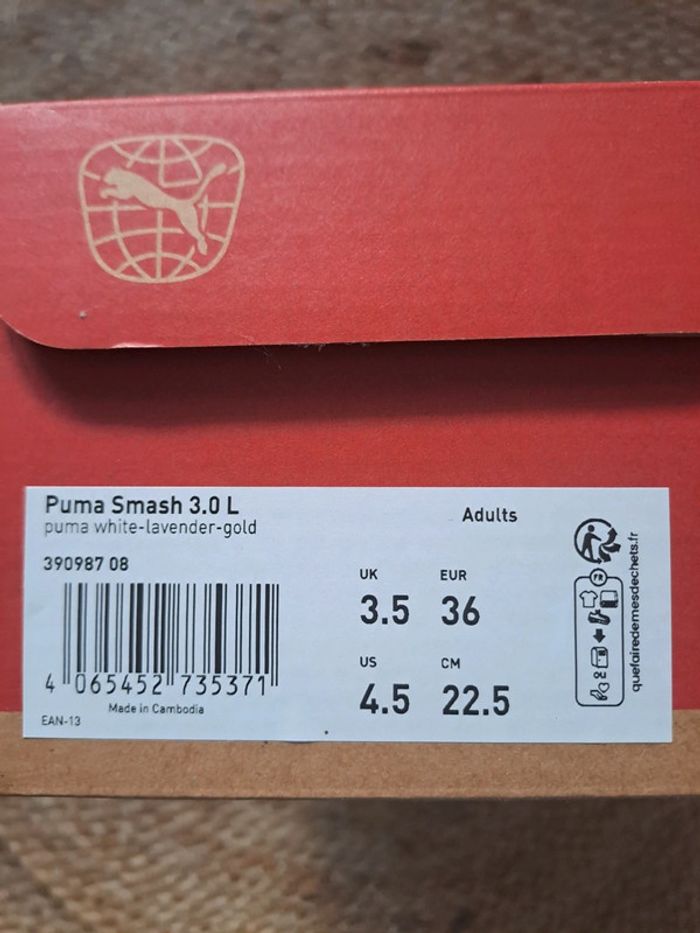 Puma Smash 3.0 L
puma white-lavender-gold
Adults
390987 08
UK
EUR
3.5
36
US
CM
4.5
22.5
4 065452 735371
Made in Cambodia
EAN-13
FR
OU
quefairedemesdechets.fr